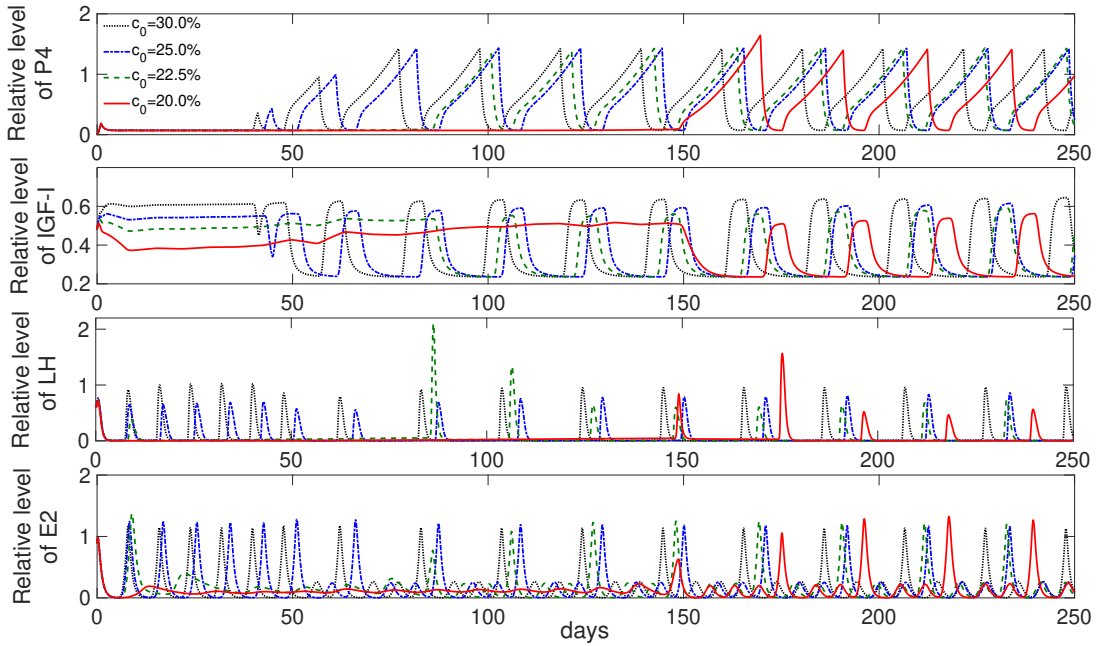 Relative level
of P4
2
1
0
c0=30.0%
c0=25.0%
c0=22.5%
c0=20.0%
0 50 100 150 200 250
Relative level
of IGF-I
0.6
0.4
0.2
0 50 100 150 200 250
Relative level
of LH
2
1
0
0 50 100 150 200 250
Relative level
of E2
2
1
0
0 50 100 150 200 250
days